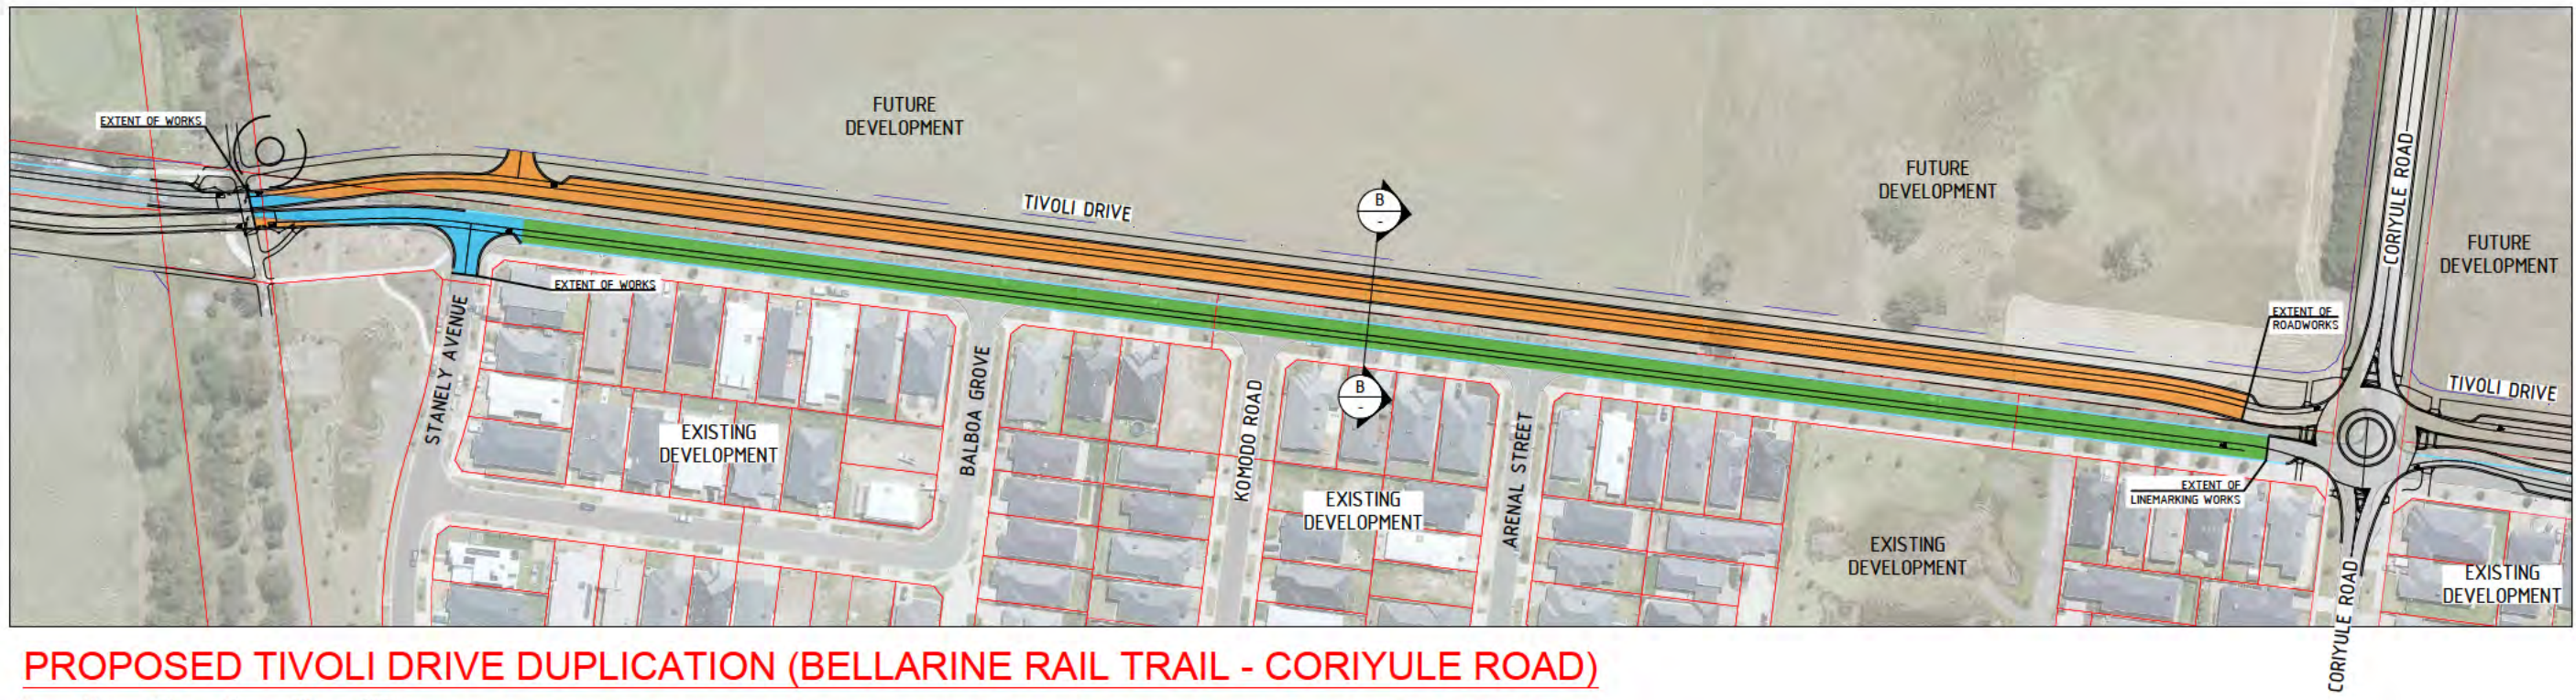 EXTENT OF WORKS
FUTURE
DEVELOPMENT
TIVOLI DRIVE
B
-
FUTURE
DEVELOPMENT
CORIYULE ROAD
FUTURE
DEVELOPMENT
EXTENT OF WORKS
EXTENT OF
ROADWORKS
TIVOLI DRIVE
STANELY AVENUE
BALBOA GROVE
KOMODO ROAD
B
-
ARENAL STREET
EXISTING
DEVELOPMENT
EXISTING
DEVELOPMENT
EXISTING
DEVELOPMENT
EXTENT OF
LINEMARKING WORKS
CORIYULE ROAD
EXISTING
DEVELOPMENT
PROPOSED TIVOLI DRIVE DUPLICATION (BELLARINE RAIL TRAIL - CORIYULE ROAD)